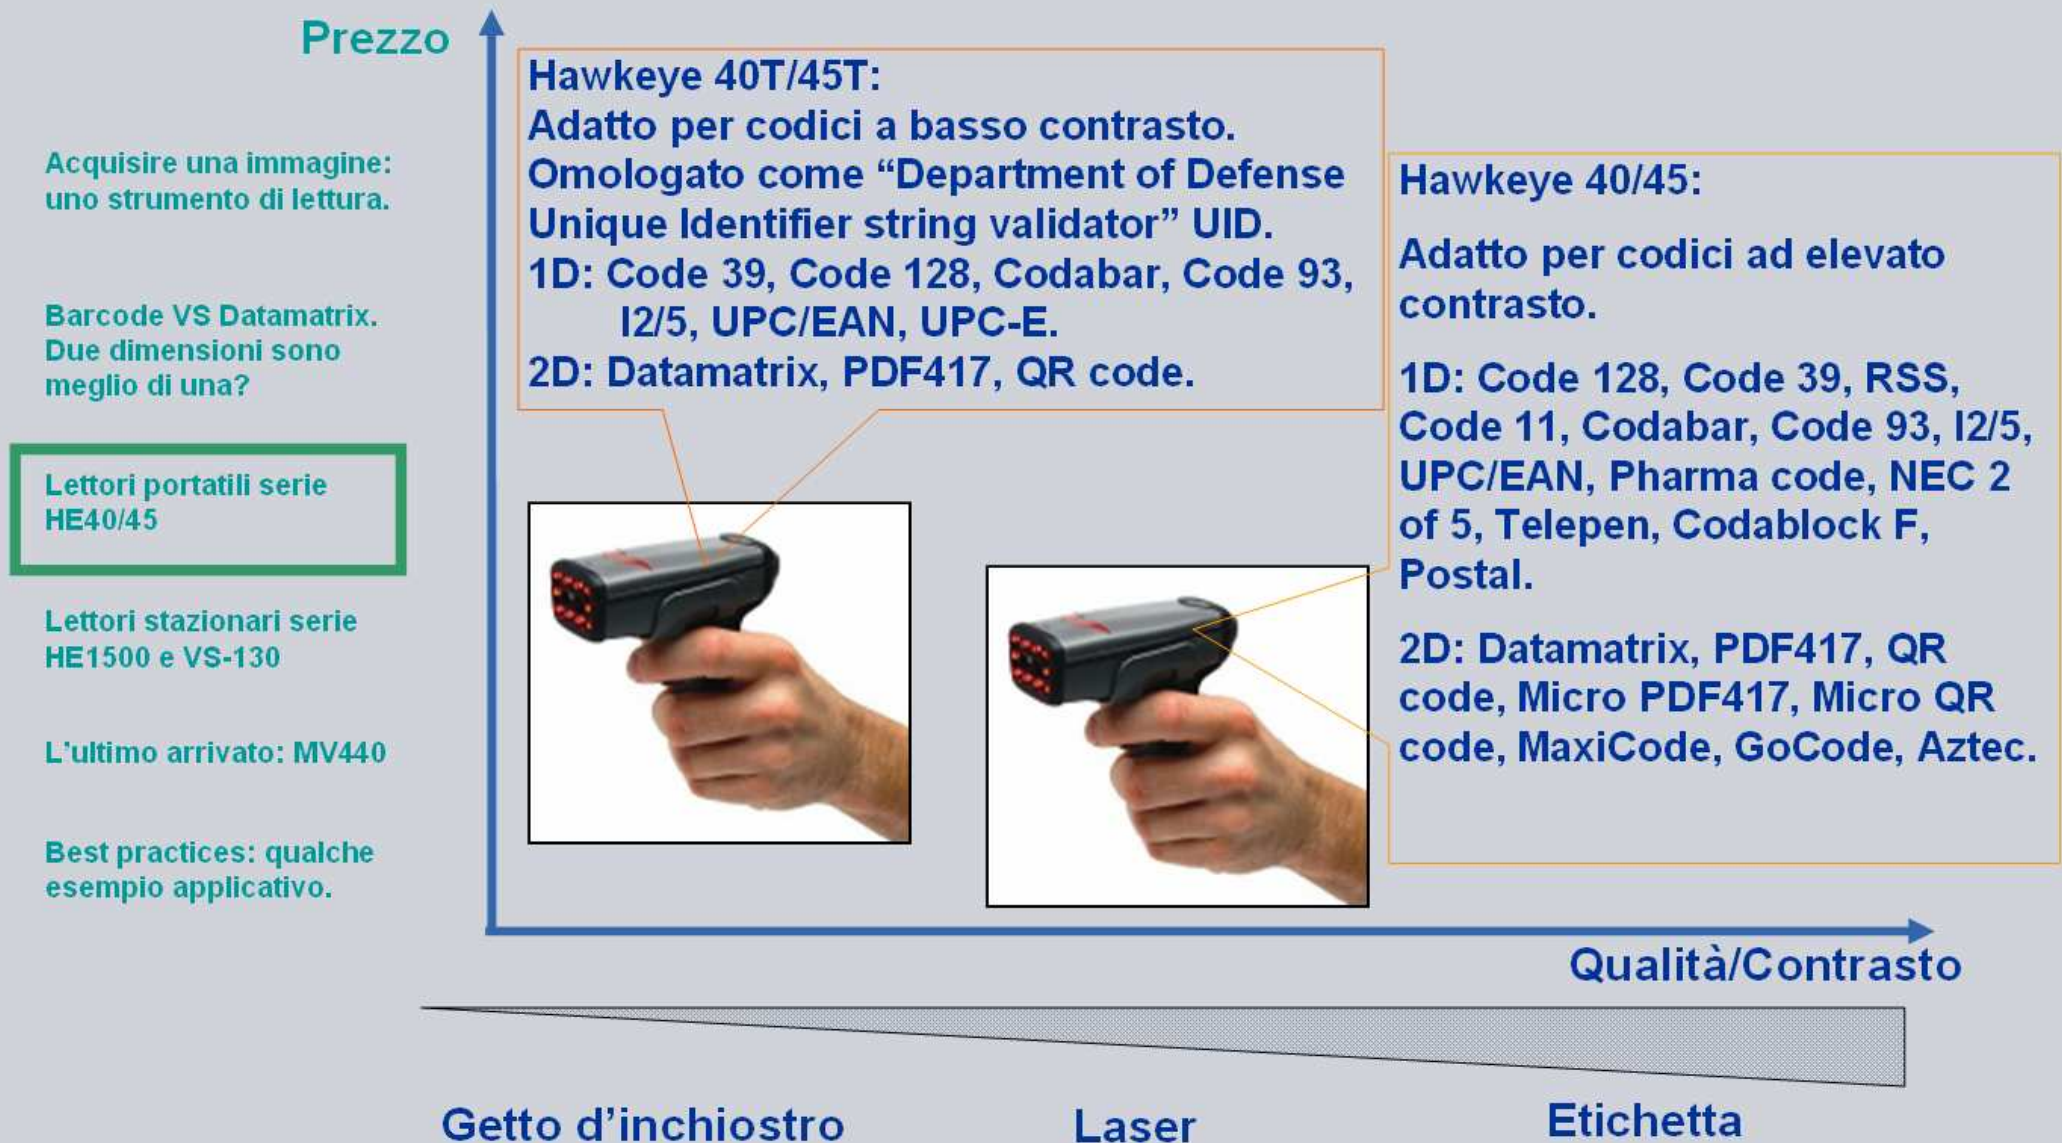 Prezzo
Acquisire una immagine:
uno strumento di lettura.
Barcode VS Datamatrix.
Due dimensioni sono
meglio di una?
Lettori portatili serie
HE40/45
Lettori stazionari serie
HE1500 e VS-130
L'ultimo arrivato: MV440
Best practices: qualche
esempio applicativo.
Hawkeye 40T/45T:
Adatto per codici a basso contrasto.
Omologato come “Department of Defense
Unique Identifier string validator” UID.
1D: Code 39, Code 128, Codabar, Code 93,
I2/5, UPC/EAN, UPC-E.
2D: Datamatrix, PDF417, QR code.
Hawkeye 40/45:
Adatto per codici ad elevato
contrasto.
1D: Code 128, Code 39, RSS,
Code 11, Codabar, Code 93, I2/5,
UPC/EAN, Pharma code, NEC 2
of 5, Telepen, Codablock F,
Postal.
2D: Datamatrix, PDF417, QR
code, Micro PDF417, Micro QR
code, MaxiCode, GoCode, Aztec.
Qualità/Contrasto
Getto d’inchiostro
Laser
Etichetta